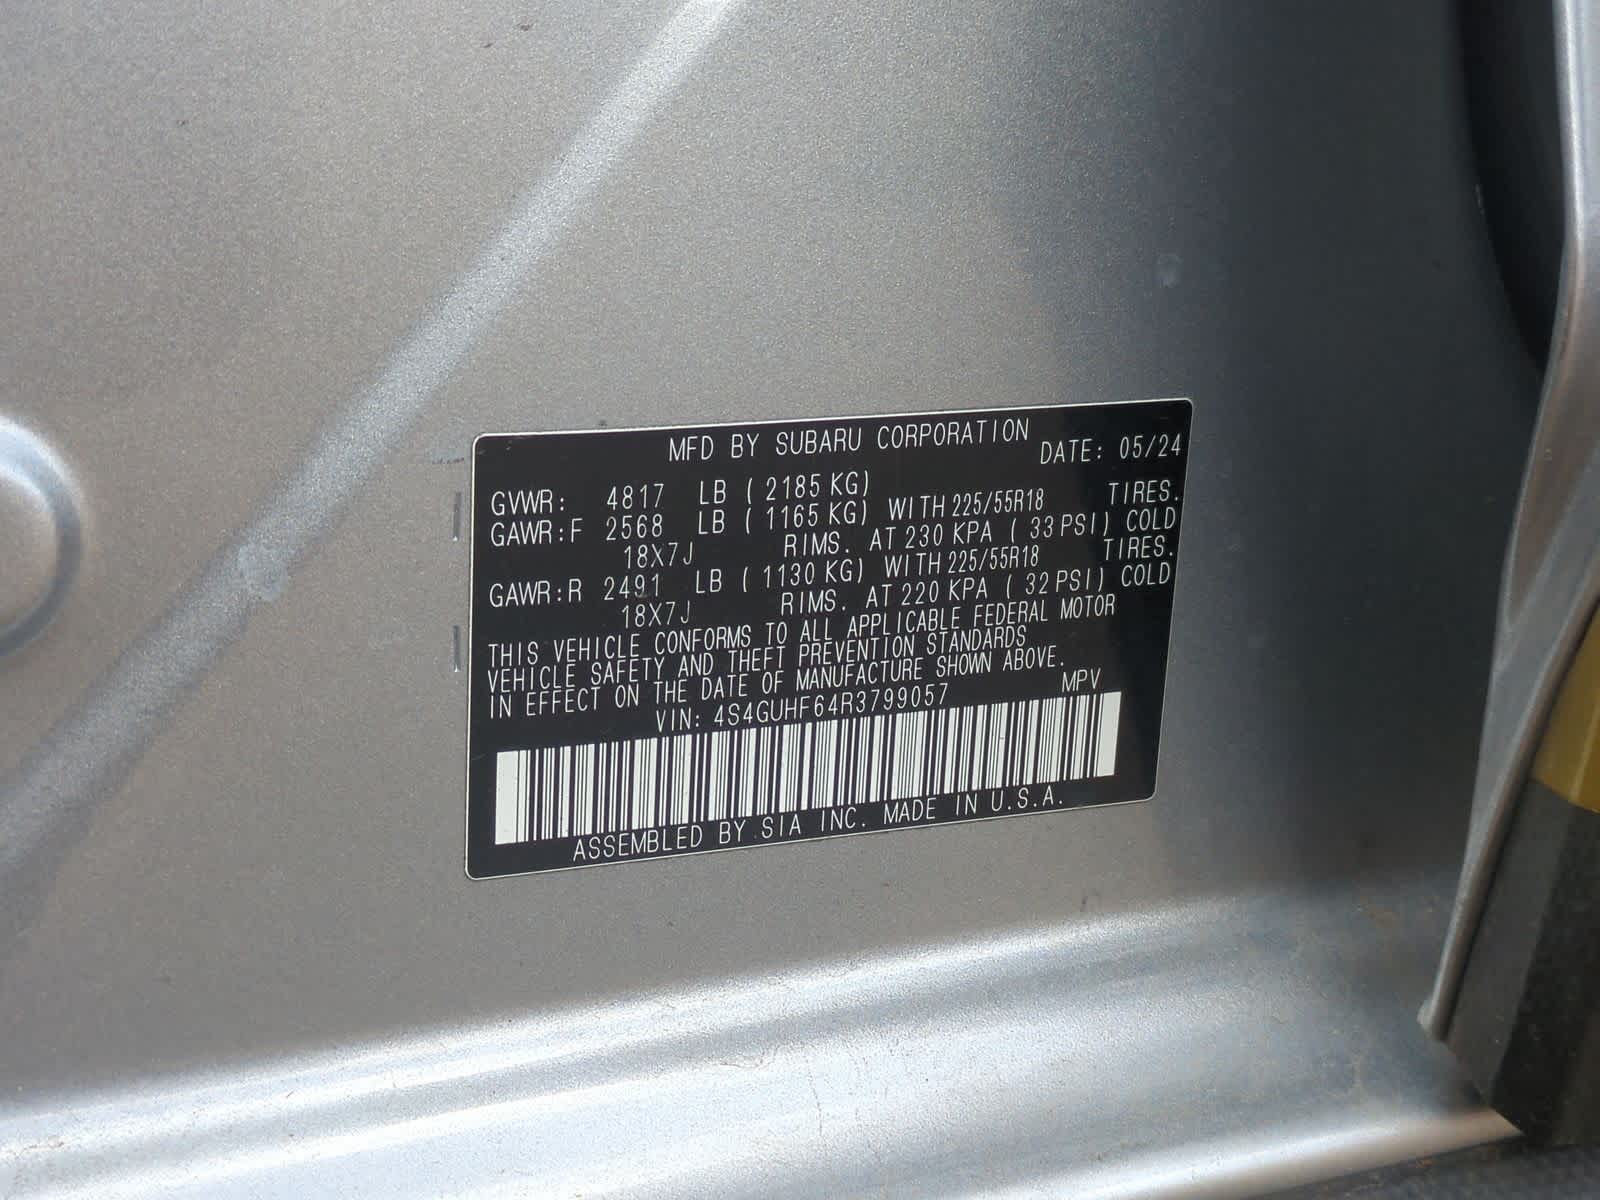 MFD BY SUBARU CORPORATION DATE: 05/24
GVWR: 4817 LB (2185 KG)
GAWR:F 2568 LB (1165 KG) WITH 225/55R18 TIRES.
18X7J RIMS. AT 230 KPA (33 PSI) COLD
GAWR:R 2491 LB (1130 KG) WITH 225/55R18 TIRES.
18X7J RIMS. AT 220 KPA (32 PSI) COLD
THIS VEHICLE CONFORMS TO ALL APPLICABLE FEDERAL MOTOR
VEHICLE SAFETY AND THEFT PREVENTION STANDARDS
IN EFFECT ON THE DATE OF MANUFACTURE SHOWN ABOVE.
VIN: 4S4GUHF64R3799057 MPV
ASSEMBLED BY SIA INC. MADE IN U.S.A.